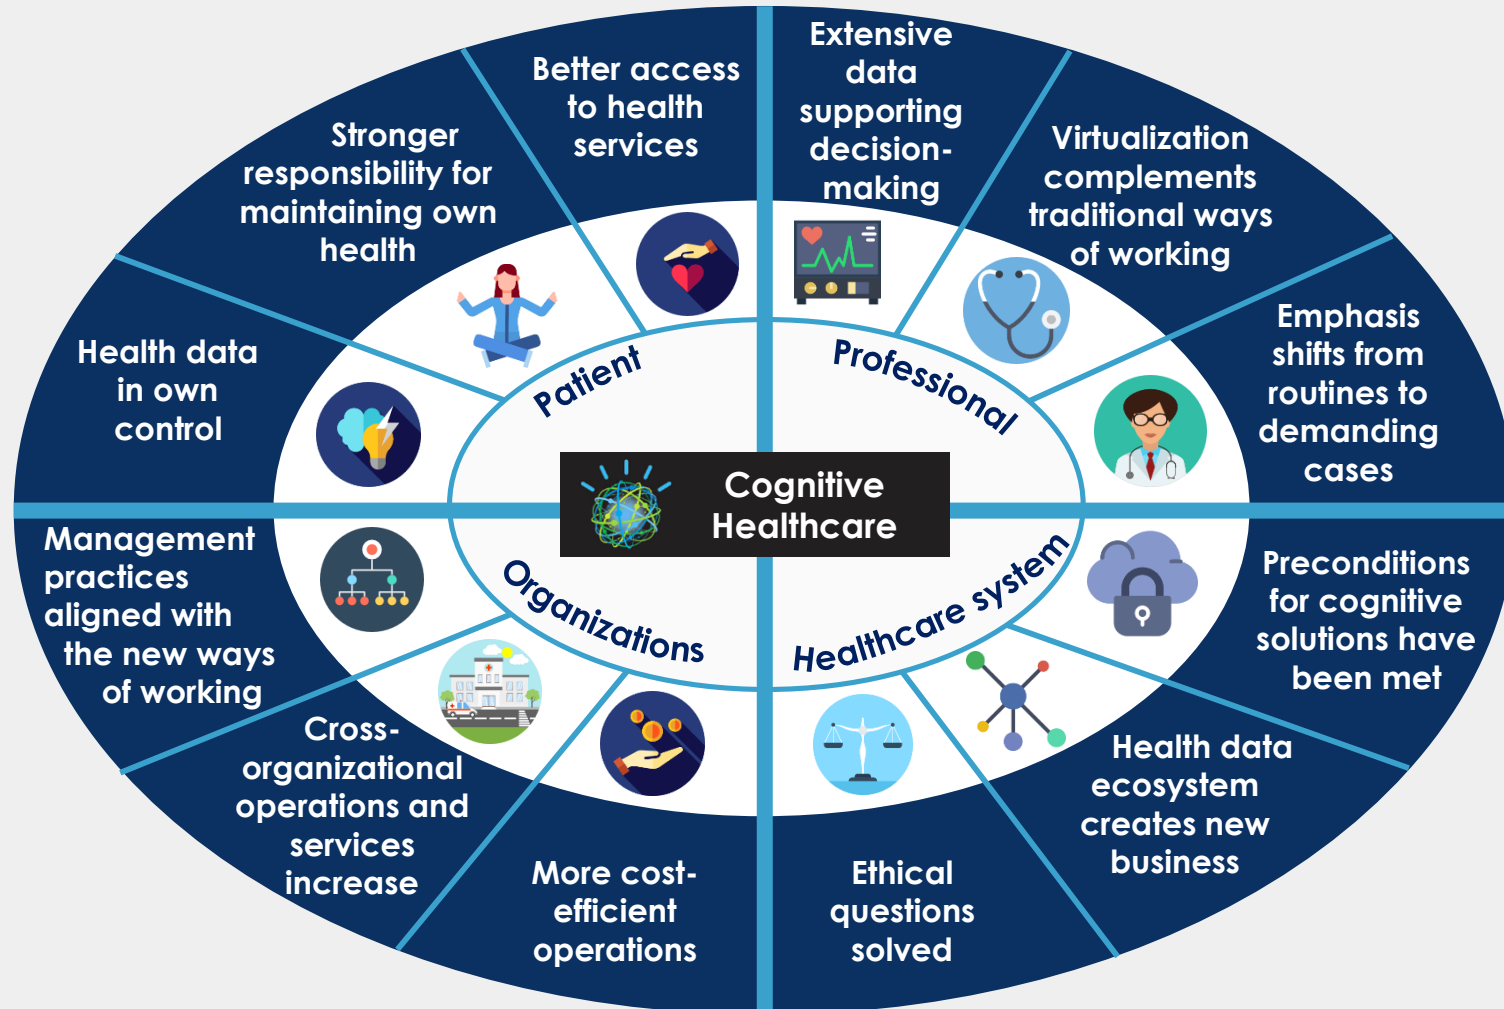 Better access
to health
services
Extensive
data
supporting
decision-
making
Stronger
responsibility for
maintaining own
health
Virtualization
complements
traditional ways
of working
Health data
in own
control
Emphasis
shifts from
routines to
demanding
cases
Patient
Professional
Cognitive
Healthcare
Organizations
Healthcare system
Management
practices
aligned with
the new ways
of working
Preconditions
for cognitive
solutions have
been met
Cross-
organizational
operations and
services
increase
Health data
ecosystem
creates new
business
More cost-
efficient
operations
Ethical
questions
solved